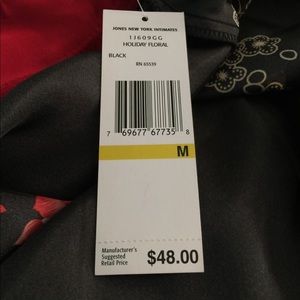 JONES NEW YORK INTIMATES
1J609GG
HOLIDAY FLORAL
BLACK
RN 65539
7 69677 67735 8
M
Manufacturer's
Suggested
Retail Price
$48.00